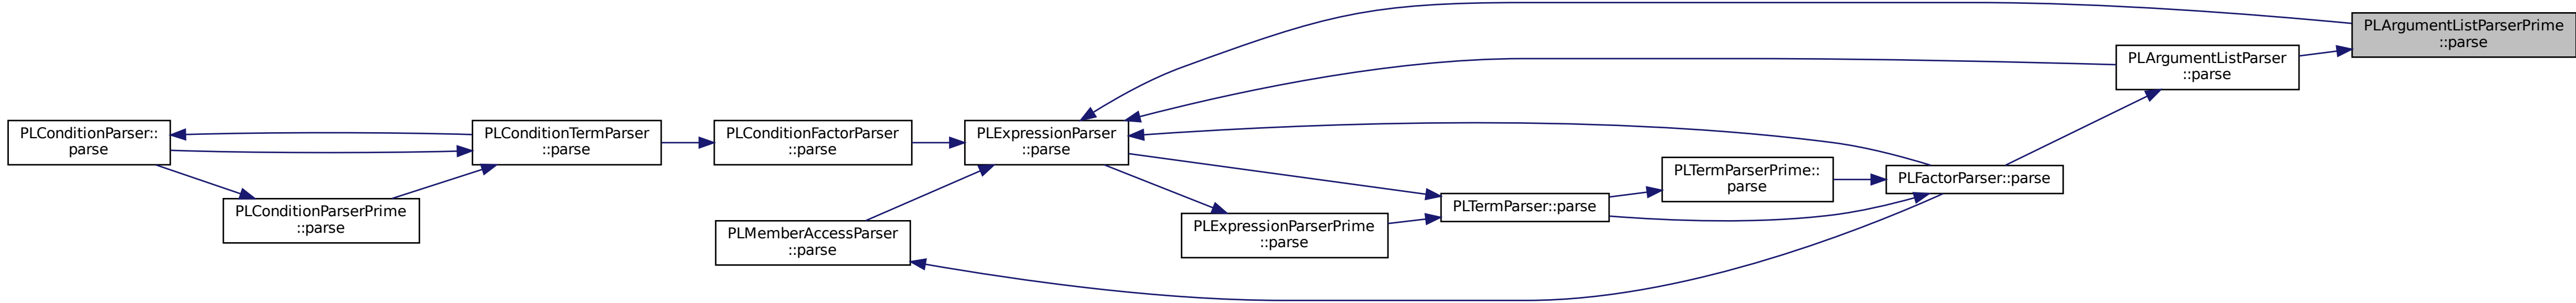 PLArgumentListParserPrime
::parse
PLArgumentListParser
::parse
PLConditionParser::
parse
PLConditionTermParser
::parse
PLConditionFactorParser
::parse
PLExpressionParser
::parse
PLTermParserPrime::
parse
PLFactorParser::parse
PLConditionParserPrime
::parse
PLMemberAccessParser
::parse
PLExpressionParserPrime
::parse
PLTermParser::parse